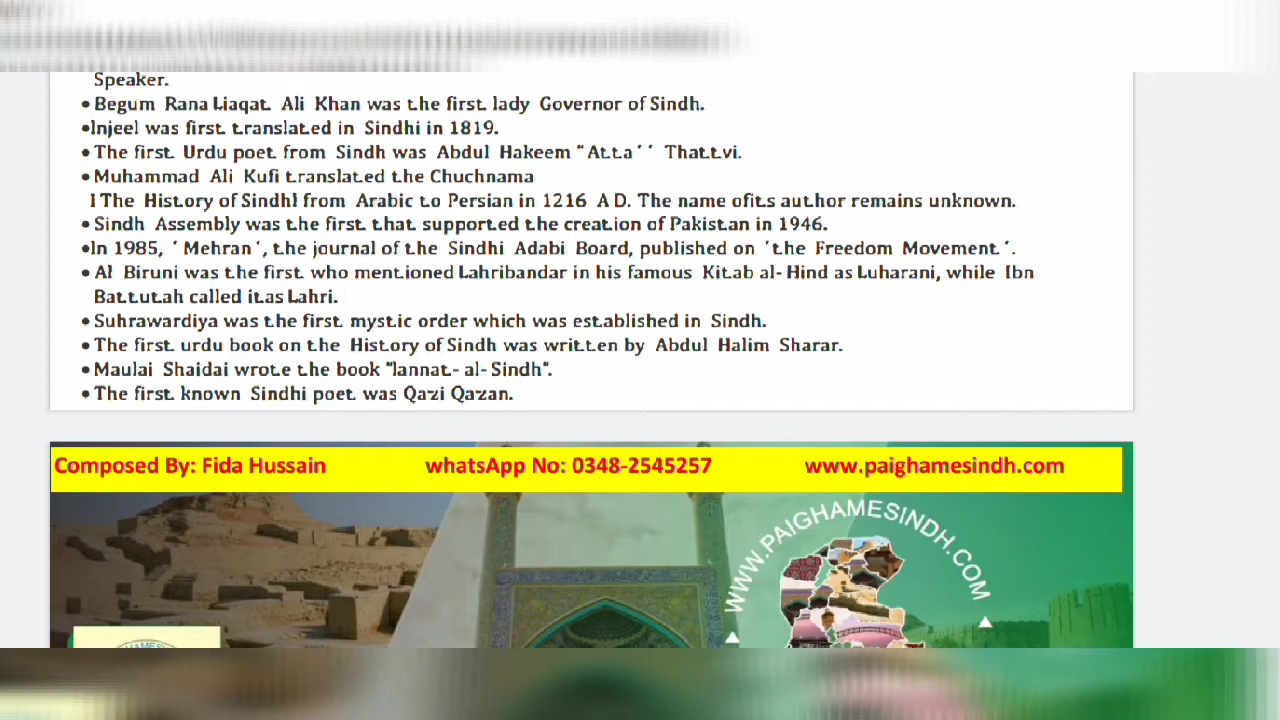 Speaker.
• Begum Rana Liaqat Ali Khan was the first lady Governor of Sindh.
•Injeel was first translated in Sindhi in 1819.
• The first Urdu poet from Sindh was Abdul Hakeem “Atta‘‘ Thattvi.
• Muhammad Ali Kufi translated the Chuchnama
l The History of Sindhl from Arabic to Persian in 1216 AD. The name ofits author remains unknown.
• Sindh Assembly was the first that supported the creation of Pakistan in 1946.
•In 1985, ‘Mehran‘, the journal of the Sindhi Adabi Board, published on ‘the Freedom Movement‘.
• Al Biruni was the first who mentioned Lahribandar in his famous Kitab al-Hind as Luharani, while Ibn
Battutah called itas Lahri.
• Suhrawardiya was the first mystic order which was established in Sindh.
• The first urdu book on the History of Sindh was written by Abdul Halim Sharar.
• Maulai Shaidai wrote the book "lannat-al-Sindh".
• The first known Sindhi poet was Qazi Qazan.
Composed By: Fida Hussain whatsApp No: 0348-2545257 www.paighamesindh.com
WWW.PAIGHAMESINDH.COM